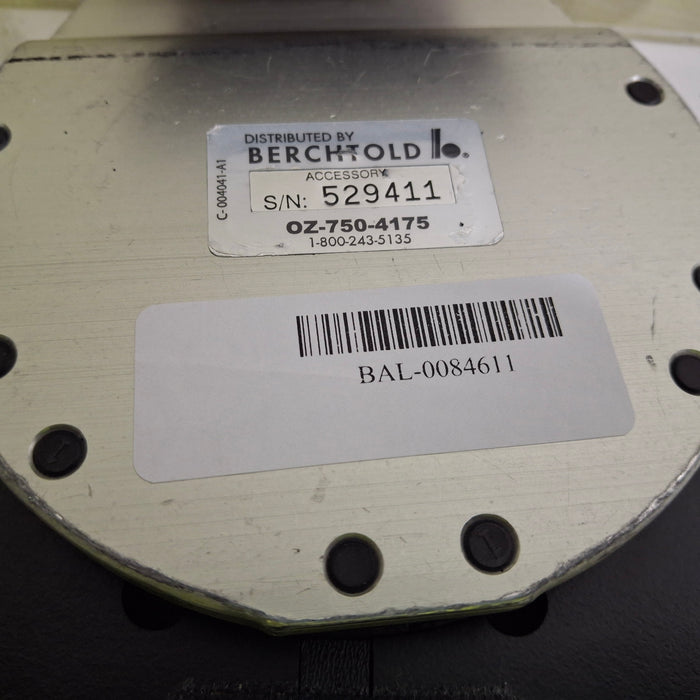 DISTRIBUTED BY
BERCHTOLD
C-004041-A1
ACCESSORY
S/N: 529411
OZ-750-4175
1-800-243-5135
BAL-0084611